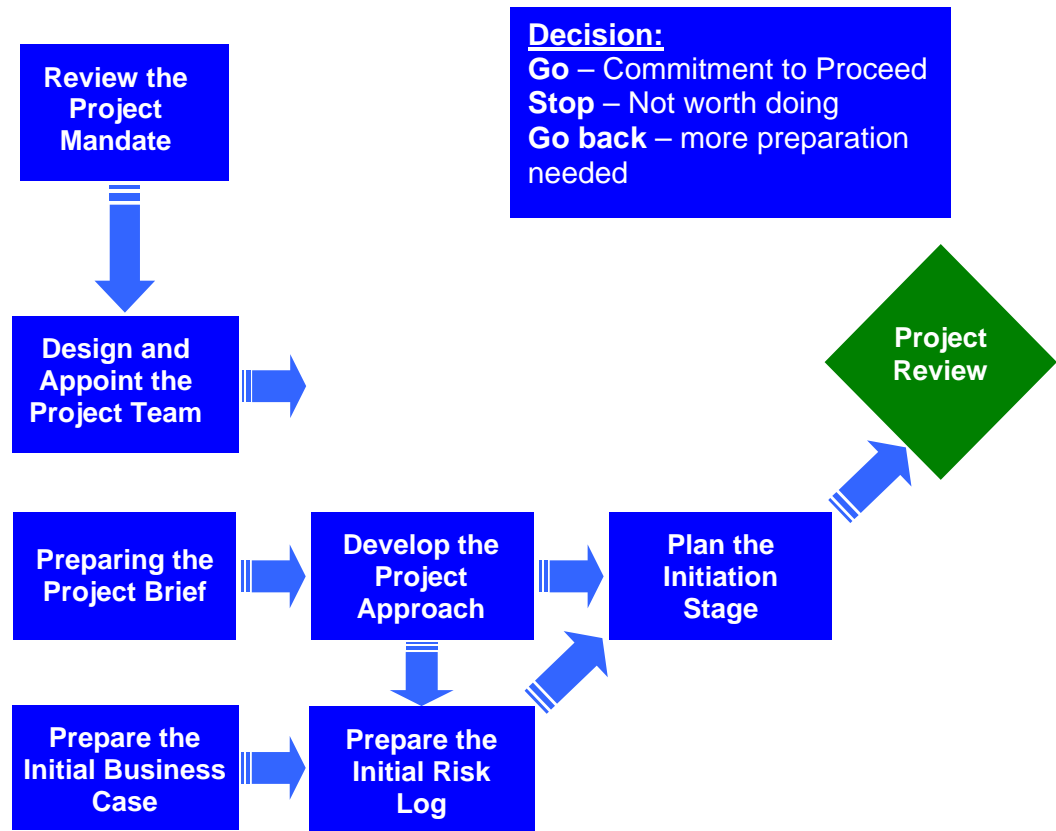 Review the
Project
Mandate
Decision:
Go – Commitment to Proceed
Stop – Not worth doing
Go back – more preparation
needed
Design and
Appoint the
Project Team
Project
Review
Preparing the
Project Brief
Develop the
Project
Approach
Plan the
Initiation
Stage
Prepare the
Initial Business
Case
Prepare the
Initial Risk
Log